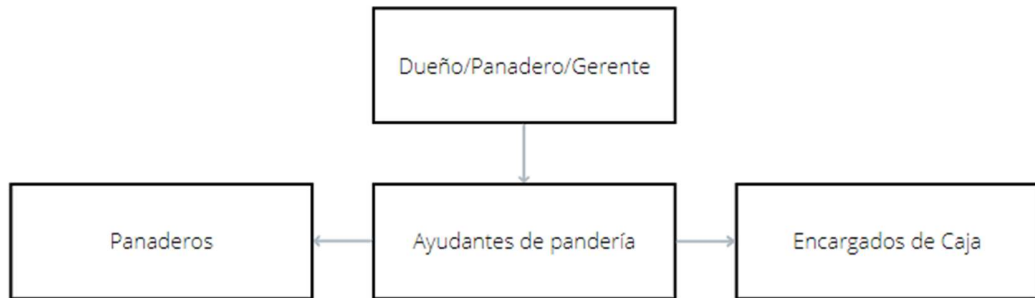 Dueño/Panadero/Gerente
Panaderos
Ayudantes de pandería
Encargados de Caja